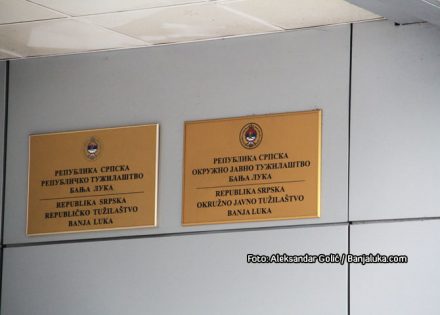 РЕПУБЛИКА СРПСКА
РЕПУБЛИЧКО ТУЖИЛАШТВО
БАЊА ЛУКА
REPUBLIKA SRPSKA
REPUBLIČKO TUŽILAŠTVO
BANJA LUKA
РЕПУБЛИКА СРПСКА
ОКРУЖНО ЈАВНО ТУЖИЛАШТВО
БАЊА ЛУКА
REPUBLIKA SRPSKA
OKRUŽNO JAVNO TUŽILAŠTVO
BANJA LUKA
Foto: Aleksandar Golić / Banjaluka.com